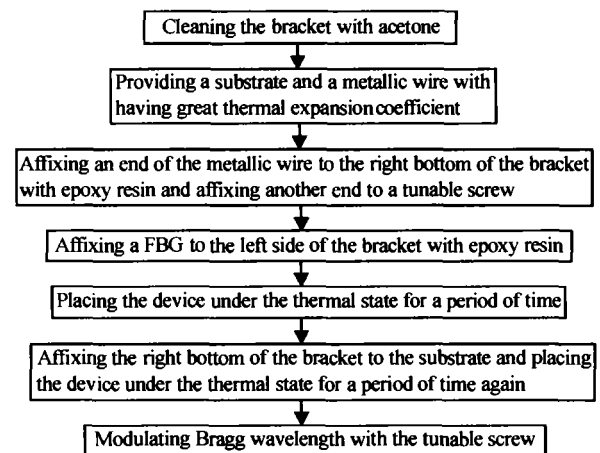 Cleaning the bracket with acetone
Providing a substrate and a metallic wire with
having great thermal expansion coefficient
Affixing an end of the metallic wire to the right bottom of the bracket
with epoxy resin and affixing another end to a tunable screw
Affixing a FBG to the left side of the bracket with epoxy resin
Placing the device under the thermal state for a period of time
Affixing the right bottom of the bracket to the substrate and placing
the device under the thermal state for a period of time again
Modulating Bragg wavelength with the tunable screw